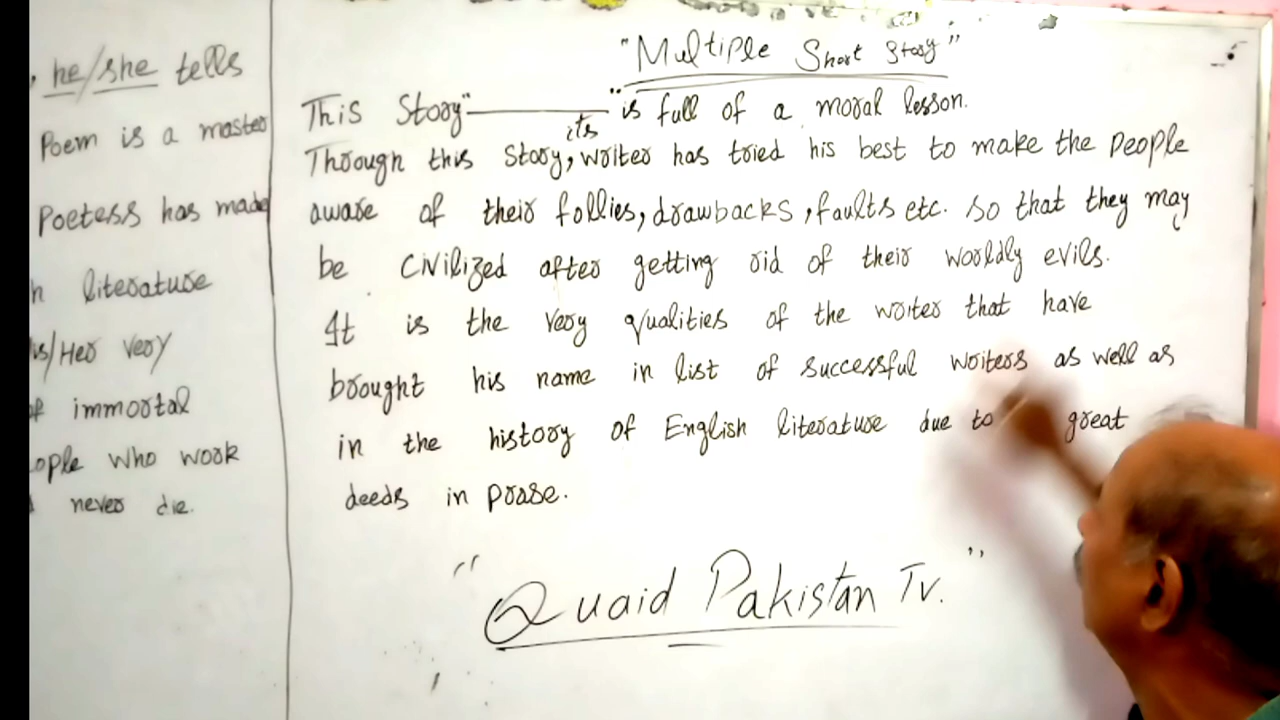 he/she tells
Poem is a master
Poetess has made
literature
Her very
immortal
who work
never die.
"Multiple Short Story"
This Story "________" is full of a moral lesson.
its
Through this story, writer has tried his best to make the people
aware of their follies, drawbacks, faults etc. so that they may
be civilized after getting rid of their worldly evils.
It is the very qualities of the writer that have
brought his name in list of successful writers as well as
in the history of English literature due to great
deeds in prase.
"Quaid Pakistan Tv."